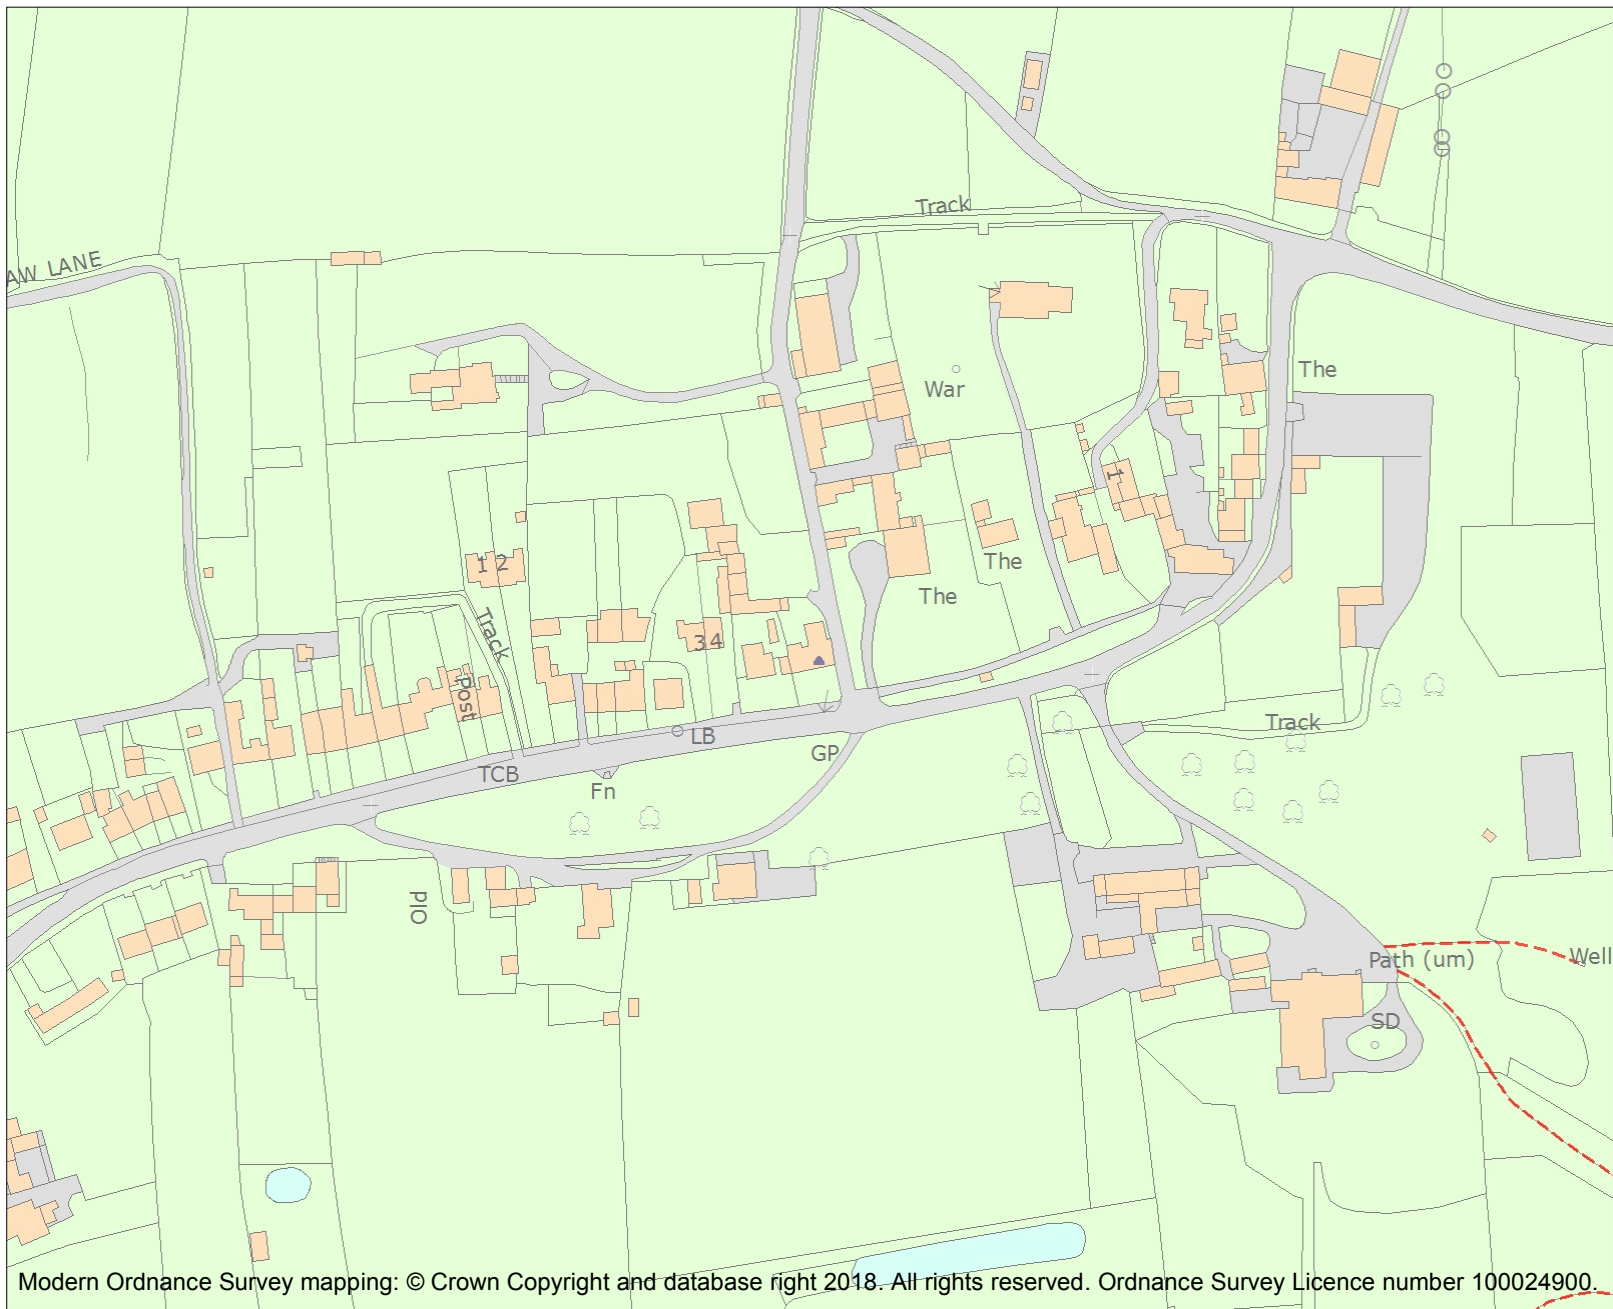 Track
AW LANE
The
War
1
1 2
The
The
Track
3 4
Post
Track
LB
GP
TCB
Fn
Old
Path (um)
Well
SD
Modern Ordnance Survey mapping: © Crown Copyright and database right 2018. All rights reserved. Ordnance Survey Licence number 100024900.